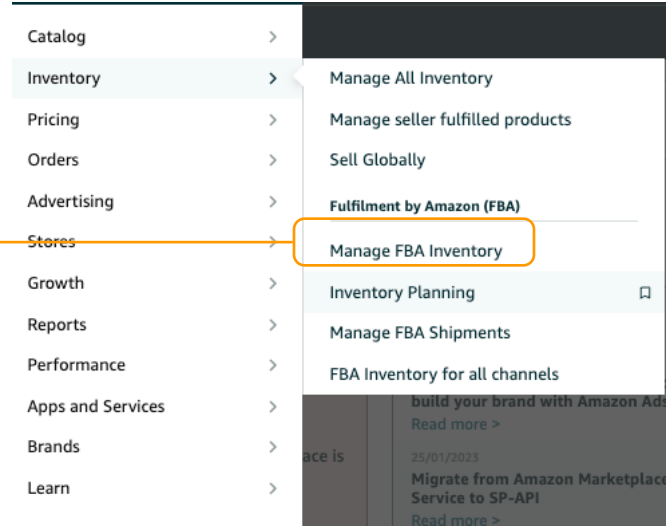 Catalog
Inventory
Pricing
Orders
Advertising
Stores
Growth
Reports
Performance
Apps and Services
Brands
Learn
Manage All Inventory
Manage seller fulfilled products
Sell Globally
Fulfilment by Amazon (FBA)
Manage FBA Inventory
Inventory Planning
Manage FBA Shipments
FBA Inventory for all channels
build your brand with Amazon Ads
Read more >
ace is
25/01/2023
Migrate from Amazon Marketplace
Service to SP-API
Read more >